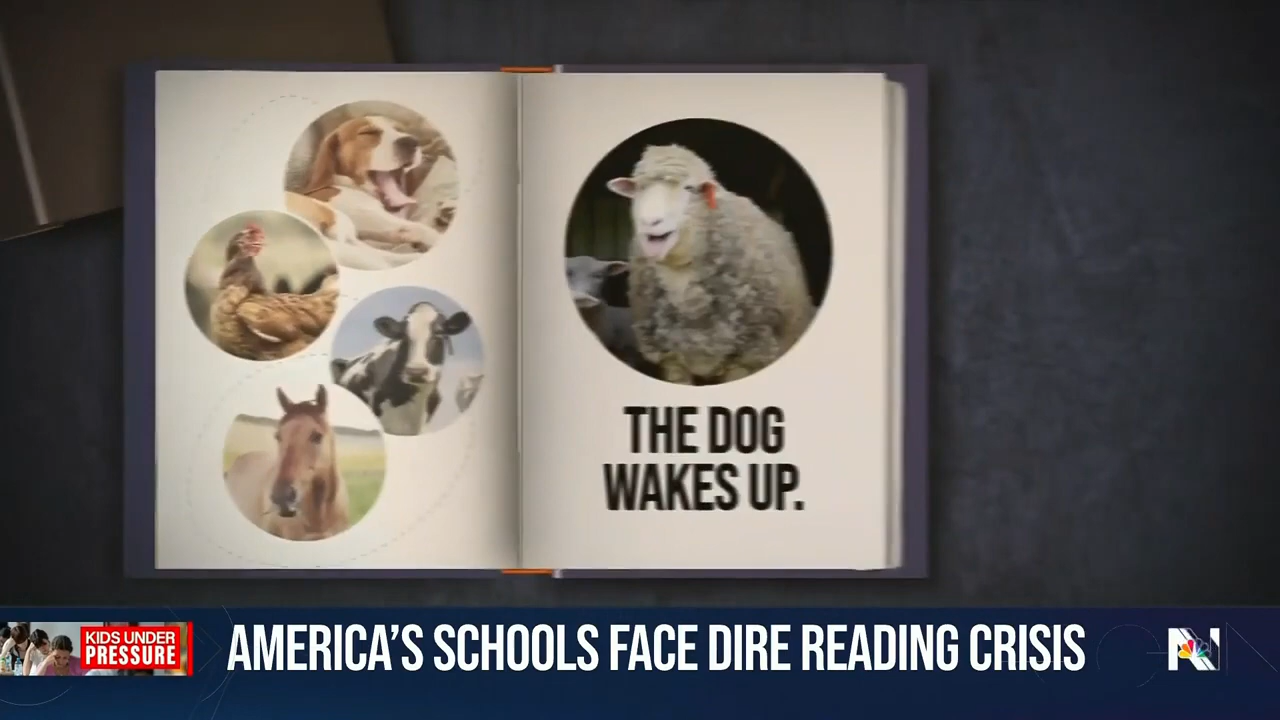 THE DOG
WAKES UP.
KIDS UNDER
PRESSURE
AMERICA'S SCHOOLS FACE DIRE READING CRISIS